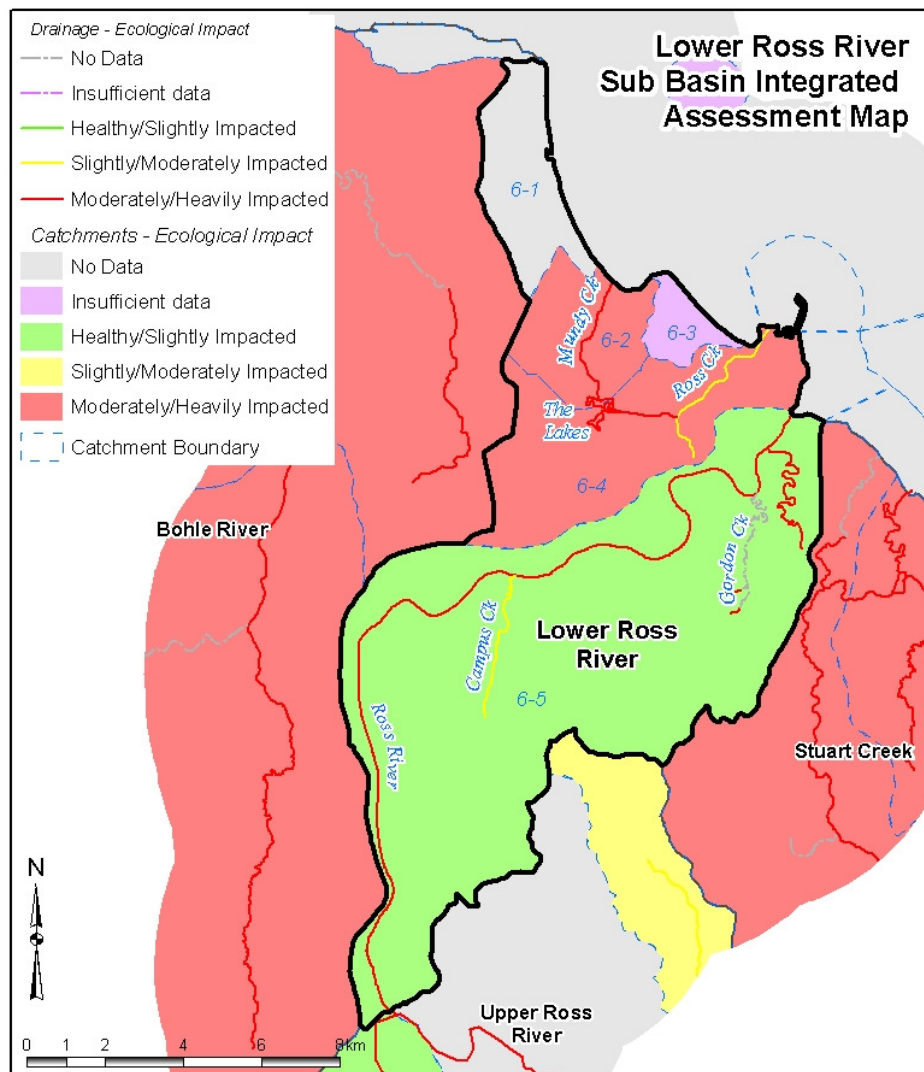 Drainage - Ecological Impact
No Data
Insufficient data
Healthy/Slightly Impacted
Slightly/Moderately Impacted
Moderately/Heavily Impacted
Catchments - Ecological Impact
No Data
Insufficient data
Healthy/Slightly Impacted
Slightly/Moderately Impacted
Moderately/Heavily Impacted
Catchment Boundary
Lower Ross River
Sub Basin Integrated
Assessment Map
6-1
Mundy Ck
6-2
6-3
Ross Ck
The
Lakes
6-4
Bohle River
Gordon Ck
Campus Ck
Lower Ross
River
6-5
Ross River
Stuart Creek
N
Upper Ross
River
0 1 2 4 6 8 km